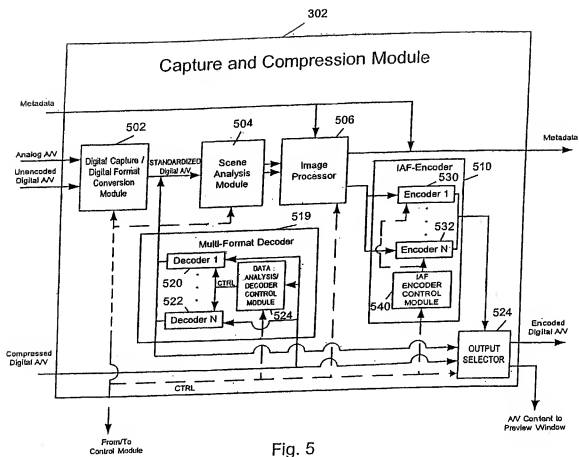 302
Capture and Compression Module
Metadata
502
504
506
Metadata
Analog A/V
Unencoded Digital A/V
Digital Capture /
Digital Format
Conversion
Module
STANDARDIZED
Digital A/V
Scene
Analysis
Module
Image
Processor
IAF-Encoder
510
530
Encoder 1
519
Multi-Format Decoder
Encoder N
532
Decoder 1
520
CTRL
DATA
ANALYSIS/
DECODER
CONTROL
MODULE
524
522
Decoder N
540
IAF
ENCODER
CONTROL
MODULE
524
OUTPUT
SELECTOR
Encoded
Digital A/V
Compressed
Digital A/V
CTRL
From/To
Control Module
A/V Content to
Preview Window
Fig. 5